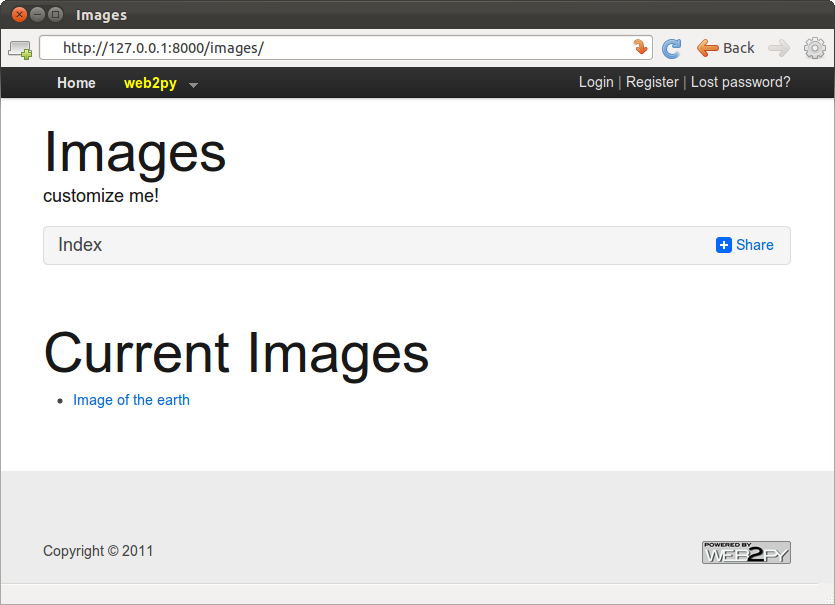 Images
http://127.0.0.1:8000/images/
Back
Home web2py Login | Register | Lost password?
Images
customize me!
Index Share
Current Images
Image of the earth
Copyright © 2011
POWERED BY
WEB2PY